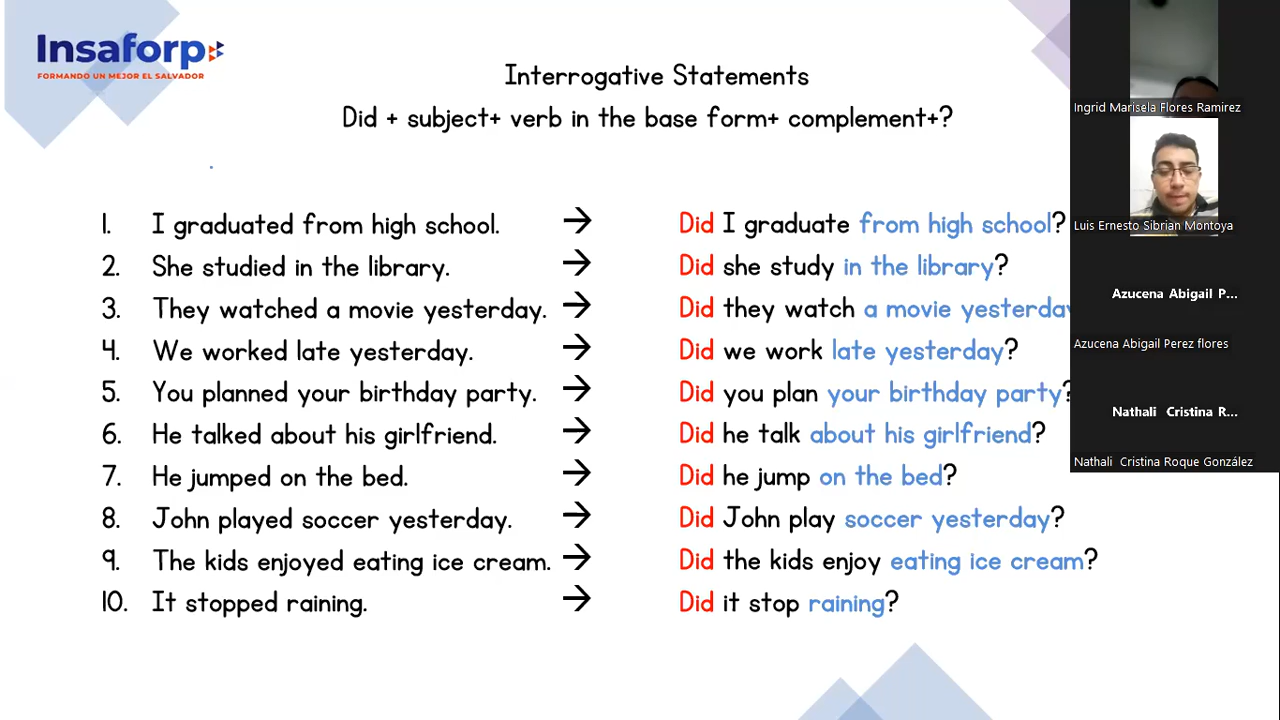 Insaforp
FORMANDO UN MEJOR EL SALVADOR
Interrogative Statements
Did + subject+ verb in the base form+ complement+?
1. I graduated from high school. → Did I graduate from high school?
2. She studied in the library. → Did she study in the library?
3. They watched a movie yesterday. → Did they watch a movie
4. We worked late yesterday. → Did we work late yesterday?
5. You planned your birthday party. → Did you plan your birthday party?
6. He talked about his girlfriend. → Did he talk about his girlfriend?
7. He jumped on the bed. → Did he jump on the bed?
8. John played soccer yesterday. → Did John play soccer yesterday?
9. The kids enjoyed eating ice cream. → Did the kids enjoy eating ice cream?
10. It stopped raining. → Did it stop raining?
Ingrid Marisela Flores Ramirez
Luis Ernesto Sibrian Montoya
Azucena Abigail P...
Azucena Abigail Perez flores
Nathali Cristina R...
Nathali Cristina Roque González